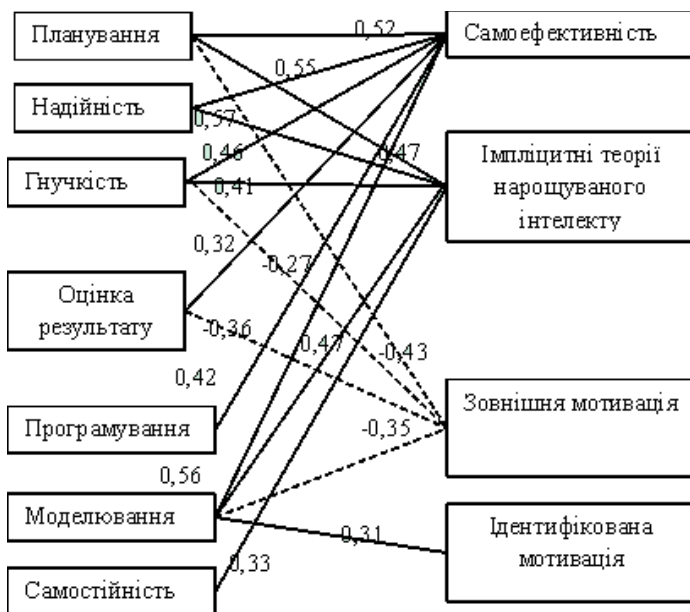 Планування
0,52
Самоефективність
0,55
Надійність
0,57
0,46
0,47
Імпліцитні теорії
нарощуваного
інтелекту
Гнучкість
0,41
0,32
-0,27
Оцінка
результату
-0,36
0,47
-0,43
0,42
Зовнішня мотивація
Програмування
-0,35
0,56
Моделювання
0,31
Ідентифікована
мотивація
0,33
Самостійність